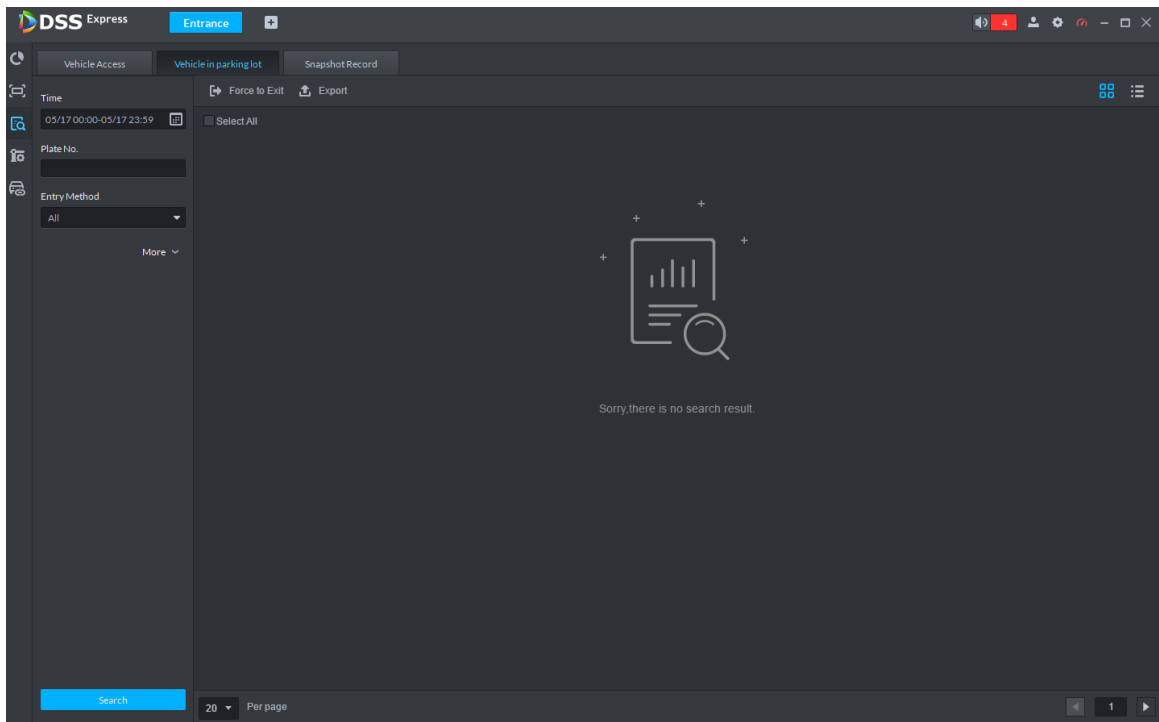 DSS Express Entrance 4
Vehicle Access Vehicle in parking lot Snapshot Record
Force to Exit Export
Time
05/17 00:00-05/17 23:59
Select All
Plate No.
Entry Method
All
More
Sorry,there is no search result.
Search
20 Per page 1